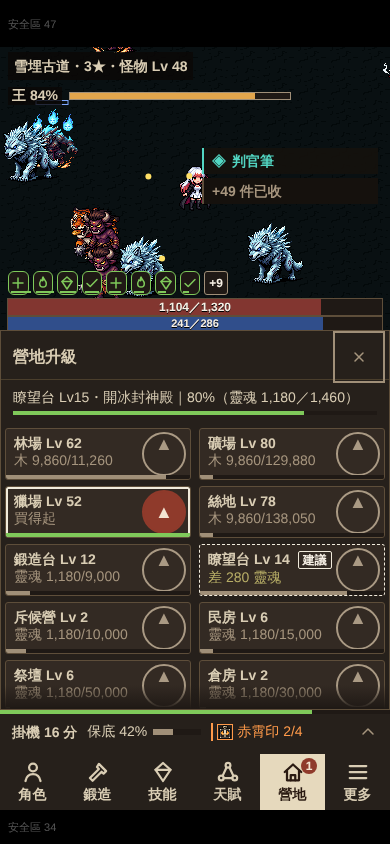 安全區 47
雪埋古道・3★・怪物 Lv 48
王 84%
◈ 判官筆
+49 件已收
+9
1,104／1,320
241／286
營地升級
×
瞭望台 Lv15・開冰封神殿｜80%（靈魂 1,180／1,460）
林場 Lv 62
木 9,860/11,260
礦場 Lv 80
木 9,860/129,880
獵場 Lv 52
買得起
絲地 Lv 78
木 9,860/138,050
鍛造台 Lv 12
靈魂 1,180/9,000
瞭望台 Lv 14 建議
差 280 靈魂
斥候營 Lv 2
靈魂 1,180/10,000
民房 Lv 6
靈魂 1,180/15,000
祭壇 Lv 6
靈魂 1,180/50,000
倉房 Lv 2
靈魂 1,180/30,000
掛機 16 分 保底 42% 赤霄印 2/4
角色 鍛造 技能 天賦 營地 1 更多
安全區 34